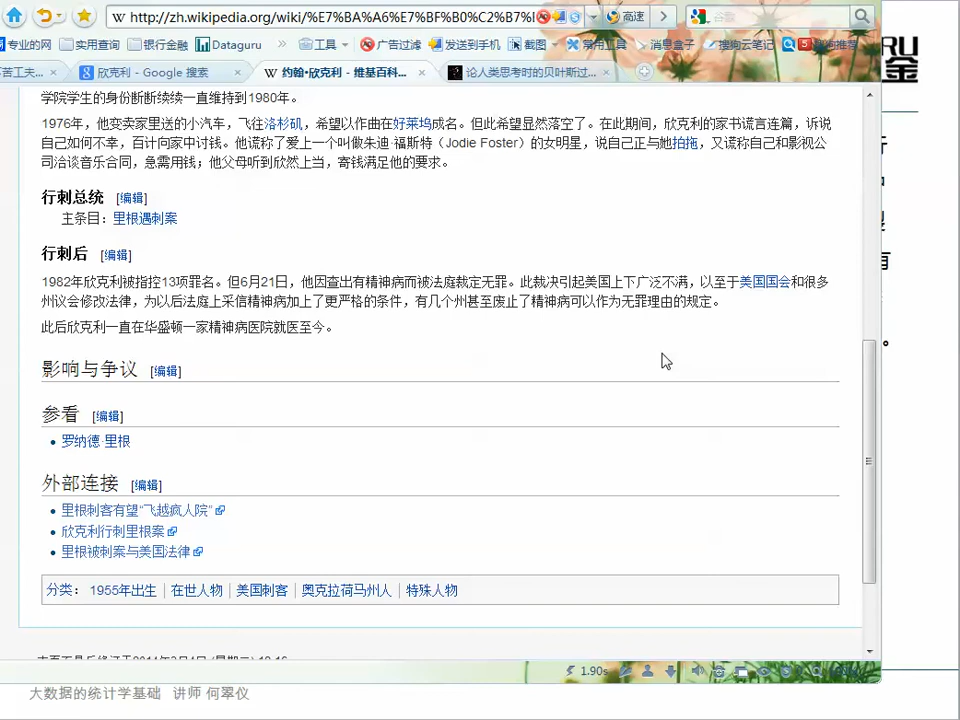 http://zh.wikipedia.org/wiki/%E7%BA%A6%E7%BF%B0%C2%B7% 高速
专业的网 实用查询 银行金融 Dataguru 工具 广告过滤 发送到手机 截图 常用工具 消息盒子 搜狗云笔记
苦工夫... 欣克利 - Google 搜索 约翰·欣克利 - 维基百科... 论人类思考时的贝叶斯过...
学院学生的身份断断续续一直维持到1980年。
1976年，他变卖家里送的小汽车，飞往洛杉矶，希望以作曲在好莱坞成名。但此希望显然落空了。在此期间，欣克利的家书谎言连篇，诉说
自己如何不幸，百计向家中讨钱。他谎称了爱上一个叫做朱迪·福斯特（Jodie Foster）的女明星，说自己正与她拍拖，又谎称自己和影视公
司洽谈音乐合同，急需用钱；他父母听到欣然上当，寄钱满足他的要求。
行刺总统 [编辑]
主条目：里根遇刺案
行刺后 [编辑]
1982年欣克利被指控13项罪名。但6月21日，他因查出有精神病而被法庭裁定无罪。此裁决引起美国上下广泛不满，以至于美国国会和很多
州议会修改法律，为以后法庭上采信精神病加上了更严格的条件，有几个州甚至废止了精神病可以作为无罪理由的规定。
此后欣克利一直在华盛顿一家精神病医院就医至今。
影响与争议 [编辑]
参看 [编辑]
罗纳德·里根
外部连接 [编辑]
里根刺客有望“飞越疯人院”
欣克利行刺里根案
里根被刺案与美国法律
分类： 1955年出生 | 在世人物 | 美国刺客 | 奥克拉荷马州人 | 特殊人物
1.90s
大数据的统计学基础 讲师 何翠仪